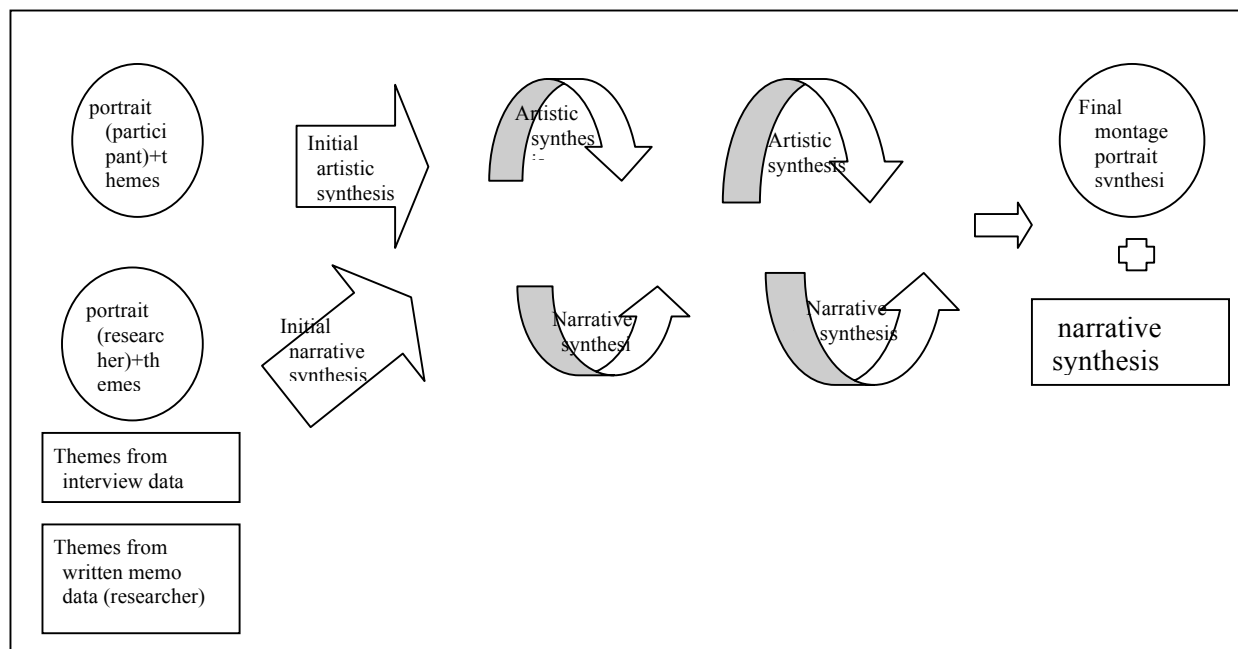 portrait
(partici
pant)+t
hemes
Initial
artistic
synthesis
Artistic
synthes
Artistic
synthesis
Final
montage
portrait
synthesi
portrait
(researc
her)+th
emes
Initial
narrative
synthesis
Narrative
synthesi
Narrative
synthesis
narrative
synthesis
Themes from
interview data
Themes from
written memo
data (researcher)